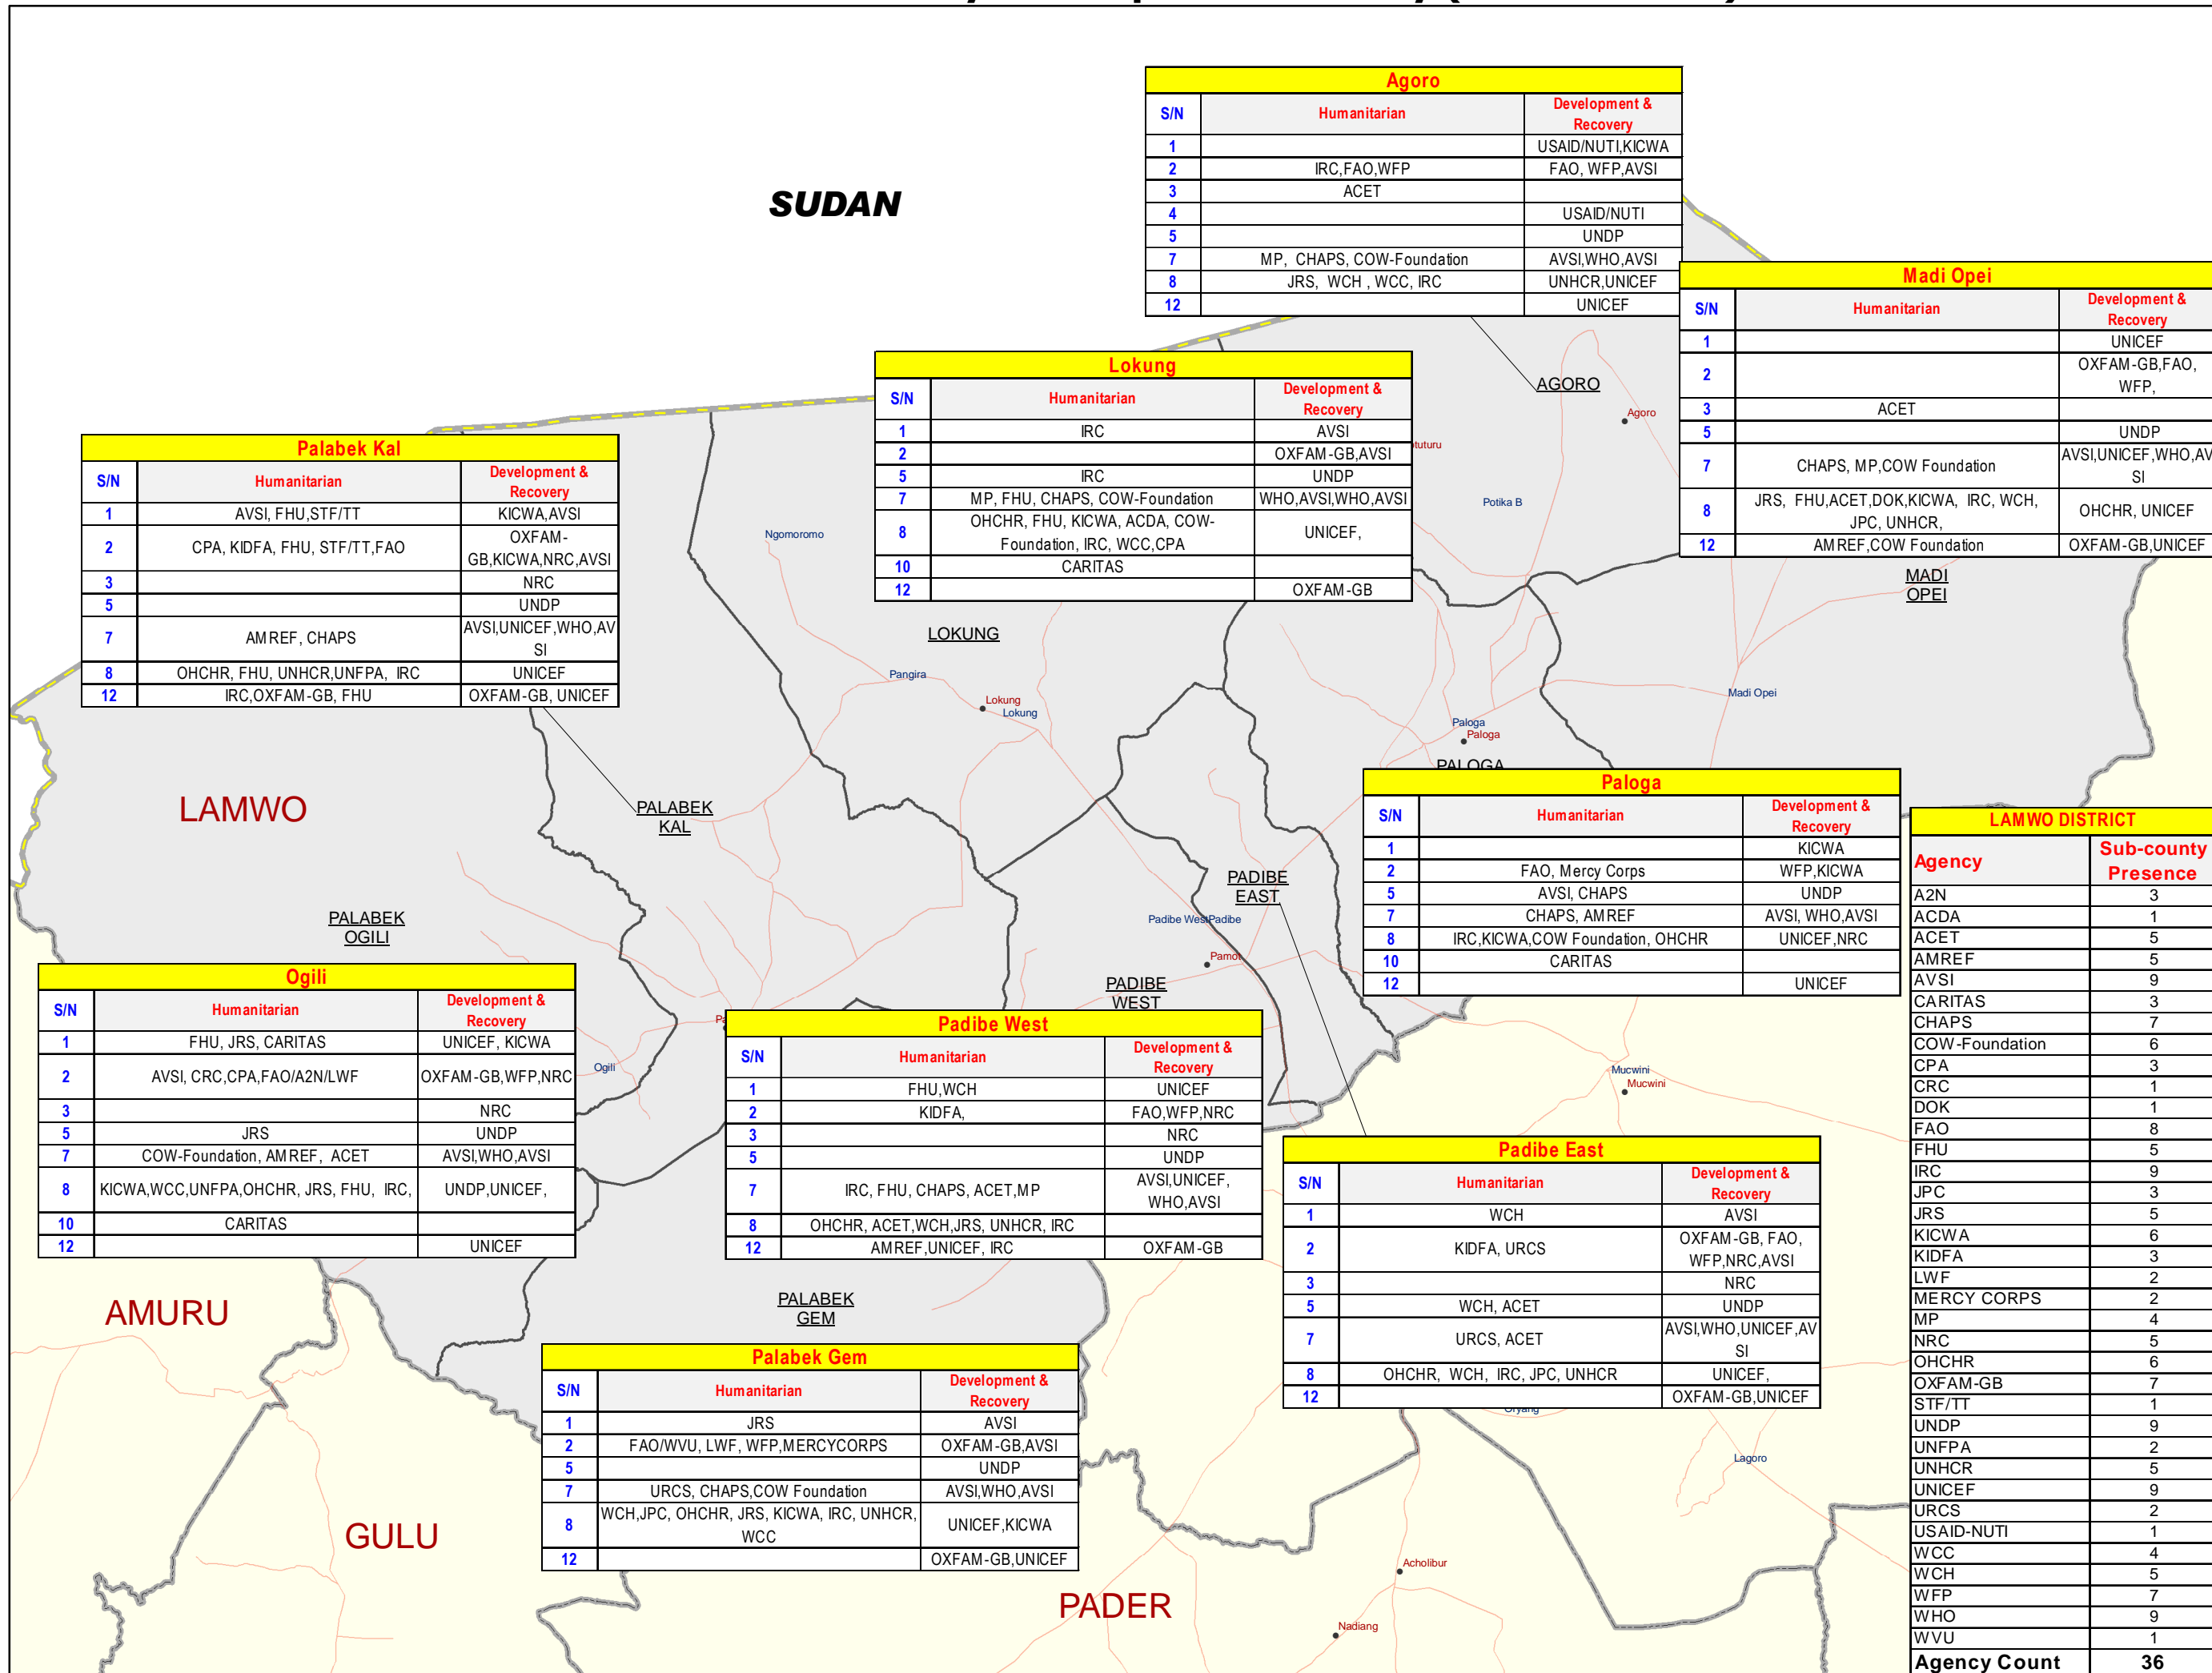 Agoro
S/N Humanitarian Development & Recovery
1 USAID/NUTI,KICWA
2 IRC,FAO,WFP FAO, WFP,AVSI
3 ACET
4 USAID/NUTI
5 UNDP
7 MP, CHAPS, COW-Foundation AVSI,WHO,AVSI
8 JRS, WCH , WCC, IRC UNHCR,UNICEF
12 UNICEF
SUDAN
Madi Opei
S/N Humanitarian Development & Recovery
1 UNICEF
2 OXFAM-GB,FAO, WFP,
3 ACET
5 UNDP
7 CHAPS, MP,COW Foundation AVSI,UNICEF,WHO,AVSI
8 JRS, FHU,ACET,DOK,KICWA, IRC, WCH, JPC, UNHCR, OHCHR, UNICEF
12 AMREF,COW Foundation OXFAM-GB,UNICEF
Lokung
S/N Humanitarian Development & Recovery
1 IRC AVSI
2 OXFAM-GB,AVSI
5 IRC UNDP
7 MP, FHU, CHAPS, COW-Foundation WHO,AVSI,WHO,AVSI
8 OHCHR, FHU, KICWA, ACDA, COW-Foundation, IRC, WCC,CPA UNICEF,
10 CARITAS
12 OXFAM-GB
AGORO
Agoro
Potika B
Palabek Kal
S/N Humanitarian Development & Recovery
1 AVSI, FHU,STF/TT KICWA,AVSI
2 CPA, KIDFA, FHU, STF/TT,FAO OXFAM-GB,KICWA,NRC,AVSI
3 NRC
5 UNDP
7 AMREF, CHAPS AVSI,UNICEF,WHO,AVSI
8 OHCHR, FHU, UNHCR,UNFPA, IRC UNICEF
12 IRC,OXFAM-GB, FHU OXFAM-GB, UNICEF
Ngomoromo
MADI
OPEI
LOKUNG
Pangira
Lokung
Lokung
Madi Opei
Paloga
Paloga
PALOGA
LAMWO
PALABEK
KAL
Paloga
S/N Humanitarian Development & Recovery
1 KICWA
2 FAO, Mercy Corps WFP,KICWA
5 AVSI, CHAPS UNDP
7 CHAPS, AMREF AVSI, WHO,AVSI
8 IRC,KICWA,COW Foundation, OHCHR UNICEF,NRC
10 CARITAS
12 UNICEF
PADIBE
EAST
Padibe WestPadibe
Pamot
PADIBE
WEST
PALABEK
OGILI
Ogili
S/N Humanitarian Development & Recovery
1 FHU, JRS, CARITAS UNICEF, KICWA
2 AVSI, CRC,CPA,FAO/A2N/LWF OXFAM-GB,WFP,NRC
3 NRC
5 JRS UNDP
7 COW-Foundation, AMREF, ACET AVSI,WHO,AVSI
8 KICWA,WCC,UNFPA,OHCHR, JRS, FHU, IRC, UNDP,UNICEF,
10 CARITAS
12 UNICEF
Ogili
Padibe West
S/N Humanitarian Development & Recovery
1 FHU,WCH UNICEF
2 KIDFA, FAO,WFP,NRC
3 NRC
5 UNDP
7 IRC, FHU, CHAPS, ACET,MP AVSI,UNICEF, WHO,AVSI
8 OHCHR, ACET,WCH,JRS, UNHCR, IRC
12 AMREF,UNICEF, IRC OXFAM-GB
Mucwini
Mucwini
Padibe East
S/N Humanitarian Development & Recovery
1 WCH AVSI
2 KIDFA, URCS OXFAM-GB, FAO, WFP,NRC,AVSI
3 NRC
5 WCH, ACET UNDP
7 URCS, ACET AVSI,WHO,UNICEF,AVSI
8 OHCHR, WCH, IRC, JPC, UNHCR UNICEF,
12 OXFAM-GB,UNICEF
AMURU
PALABEK
GEM
Palabek Gem
S/N Humanitarian Development & Recovery
1 JRS AVSI
2 FAO/WVU, LWF, WFP,MERCYCORPS OXFAM-GB,AVSI
5 UNDP
7 URCS, CHAPS,COW Foundation AVSI,WHO,AVSI
8 WCH,JPC, OHCHR, JRS, KICWA, IRC, UNHCR, WCC UNICEF,KICWA
12 OXFAM-GB,UNICEF
Lagoro
GULU
Acholibur
PADER
Nadiang
LAMWO DISTRICT
Agency Sub-county Presence
A2N 3
ACDA 1
ACET 5
AMREF 5
AVSI 9
CARITAS 3
CHAPS 7
COW-Foundation 6
CPA 3
CRC 1
DOK 1
FAO 8
FHU 5
IRC 9
JPC 3
JRS 5
KICWA 6
KIDFA 3
LWF 2
MERCY CORPS 2
MP 4
NRC 5
OHCHR 6
OXFAM-GB 7
STF/TT 1
UNDP 9
UNFPA 2
UNHCR 5
UNICEF 9
URCS 2
USAID-NUTI 1
WCC 4
WCH 5
WFP 7
WHO 9
WVU 1
Agency Count 36